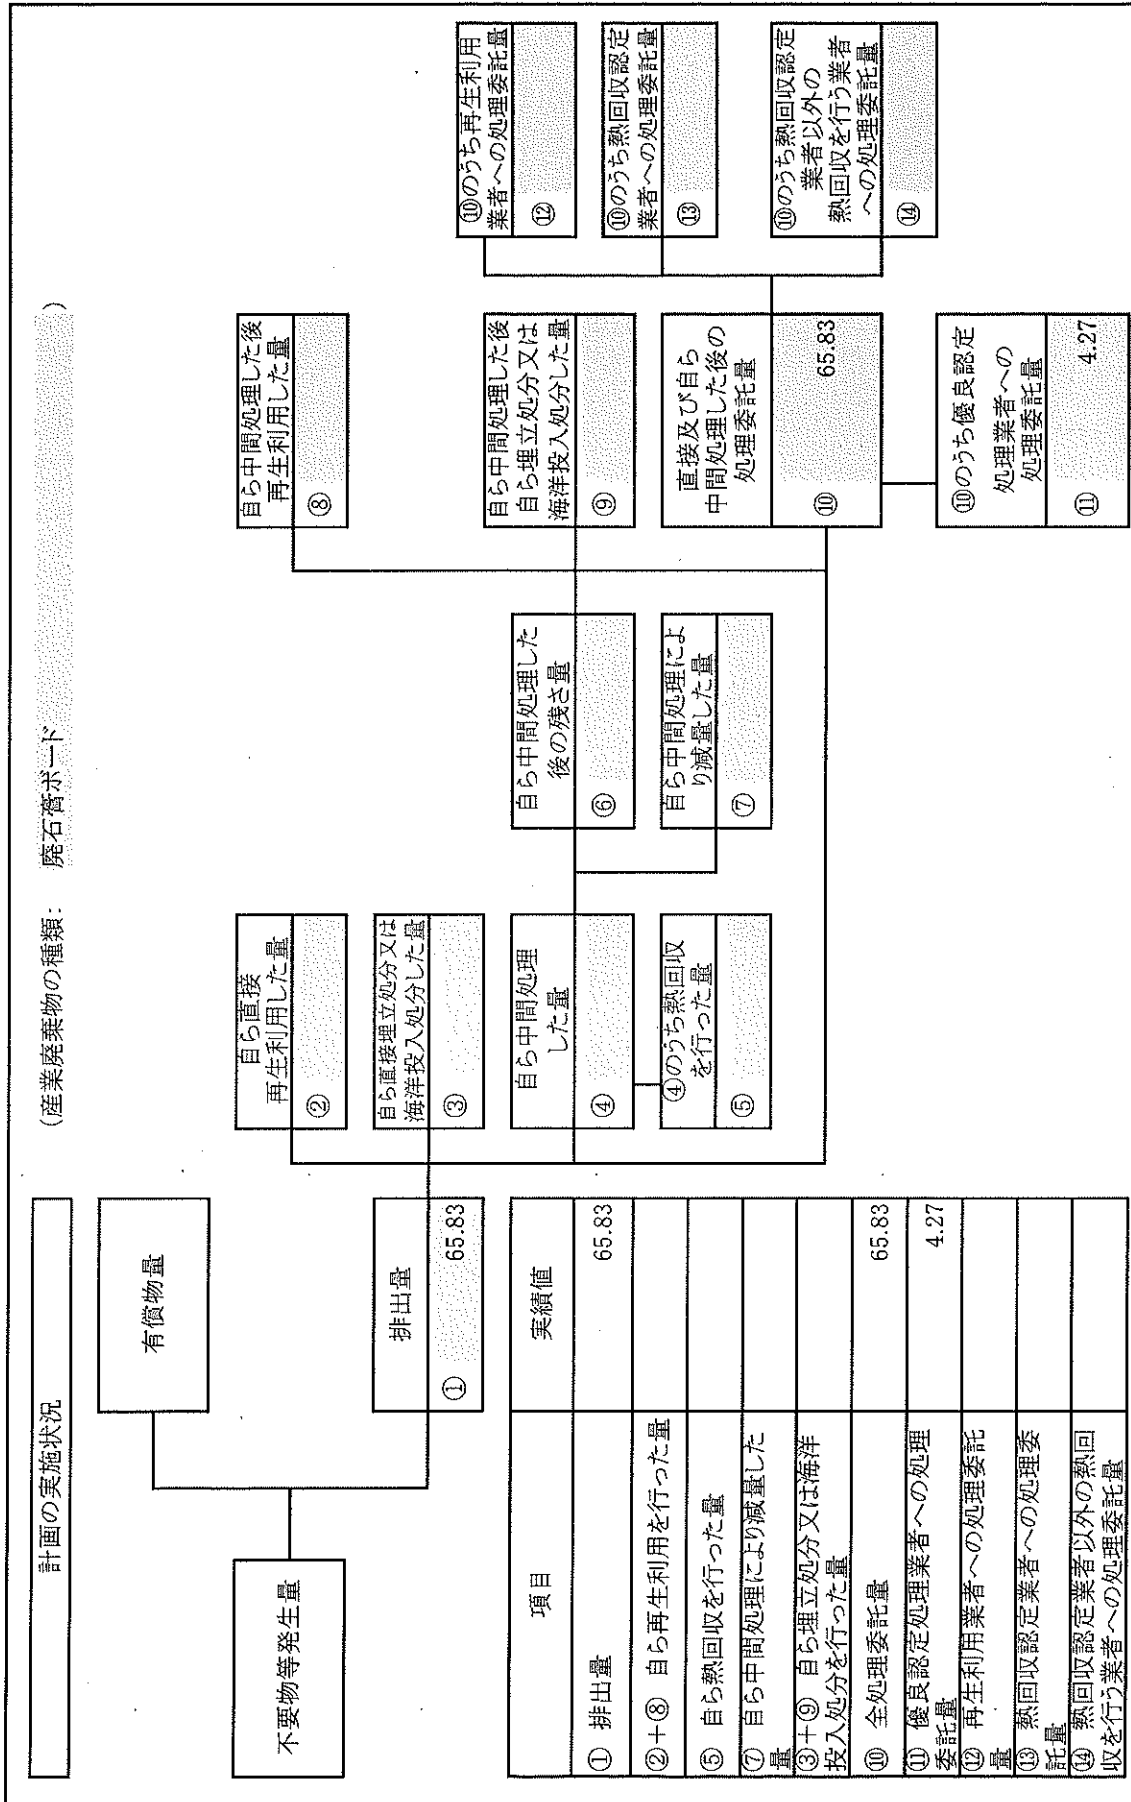 計画の実施状況
(産業廃棄物の種類: 廃石膏ボード )
不要物等発生量
有償物量
排出量
① 65.83
自ら直接
再生利用した量
②
自ら直接埋立処分又は
海洋投入処分した量
③
自ら中間処理
した量
④
④のうち熱回収
を行った量
⑤
自ら中間処理した
後の残さ量
⑥
自ら中間処理によ
り減量した量
⑦
自ら中間処理した後
再生利用した量
⑧
自ら中間処理した後
自ら埋立処分又は
海洋投入処分した量
⑨
直接及び自ら
中間処理した後の
処理委託量
⑩ 65.83
⑩のうち優良認定
処理業者への
処理委託量
⑪ 4.27
⑩のうち再生利用
業者への処理委託量
⑫
⑩のうち熱回収認定
業者への処理委託量
⑬
⑩のうち熱回収認定
業者以外の
熱回収を行う業者
への処理委託量
⑭
項目 実績値
① 排出量 65.83
②+⑧ 自ら再生利用を行った量
⑤ 自ら熱回収を行った量
⑦ 自ら中間処理により減量した
量
③+⑨ 自ら埋立処分又は海洋
投入処分を行った量
⑩ 全処理委託量 65.83
⑪ 優良認定処理業者への処理
委託量 4.27
⑫ 再生利用業者への処理委託
量
⑬ 熱回収認定業者への処理委
託量
⑭ 熱回収認定業者以外の熱回
収を行う業者への処理委託量